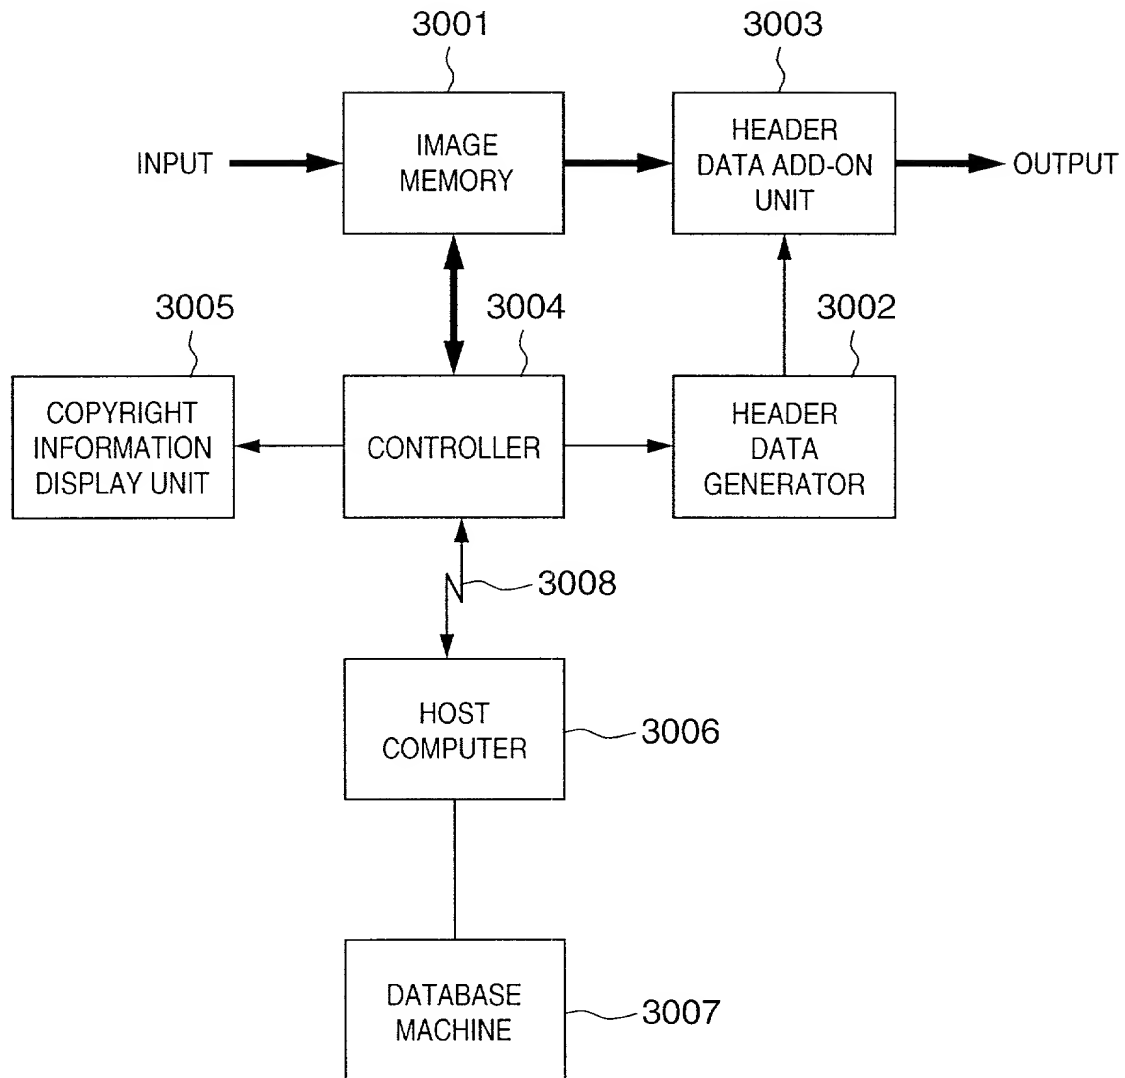 3001
3003
INPUT
IMAGE
MEMORY
HEADER
DATA ADD-ON
UNIT
OUTPUT
3005
3004
3002
COPYRIGHT
INFORMATION
DISPLAY UNIT
CONTROLLER
HEADER
DATA
GENERATOR
3008
HOST
COMPUTER
3006
DATABASE
MACHINE
3007